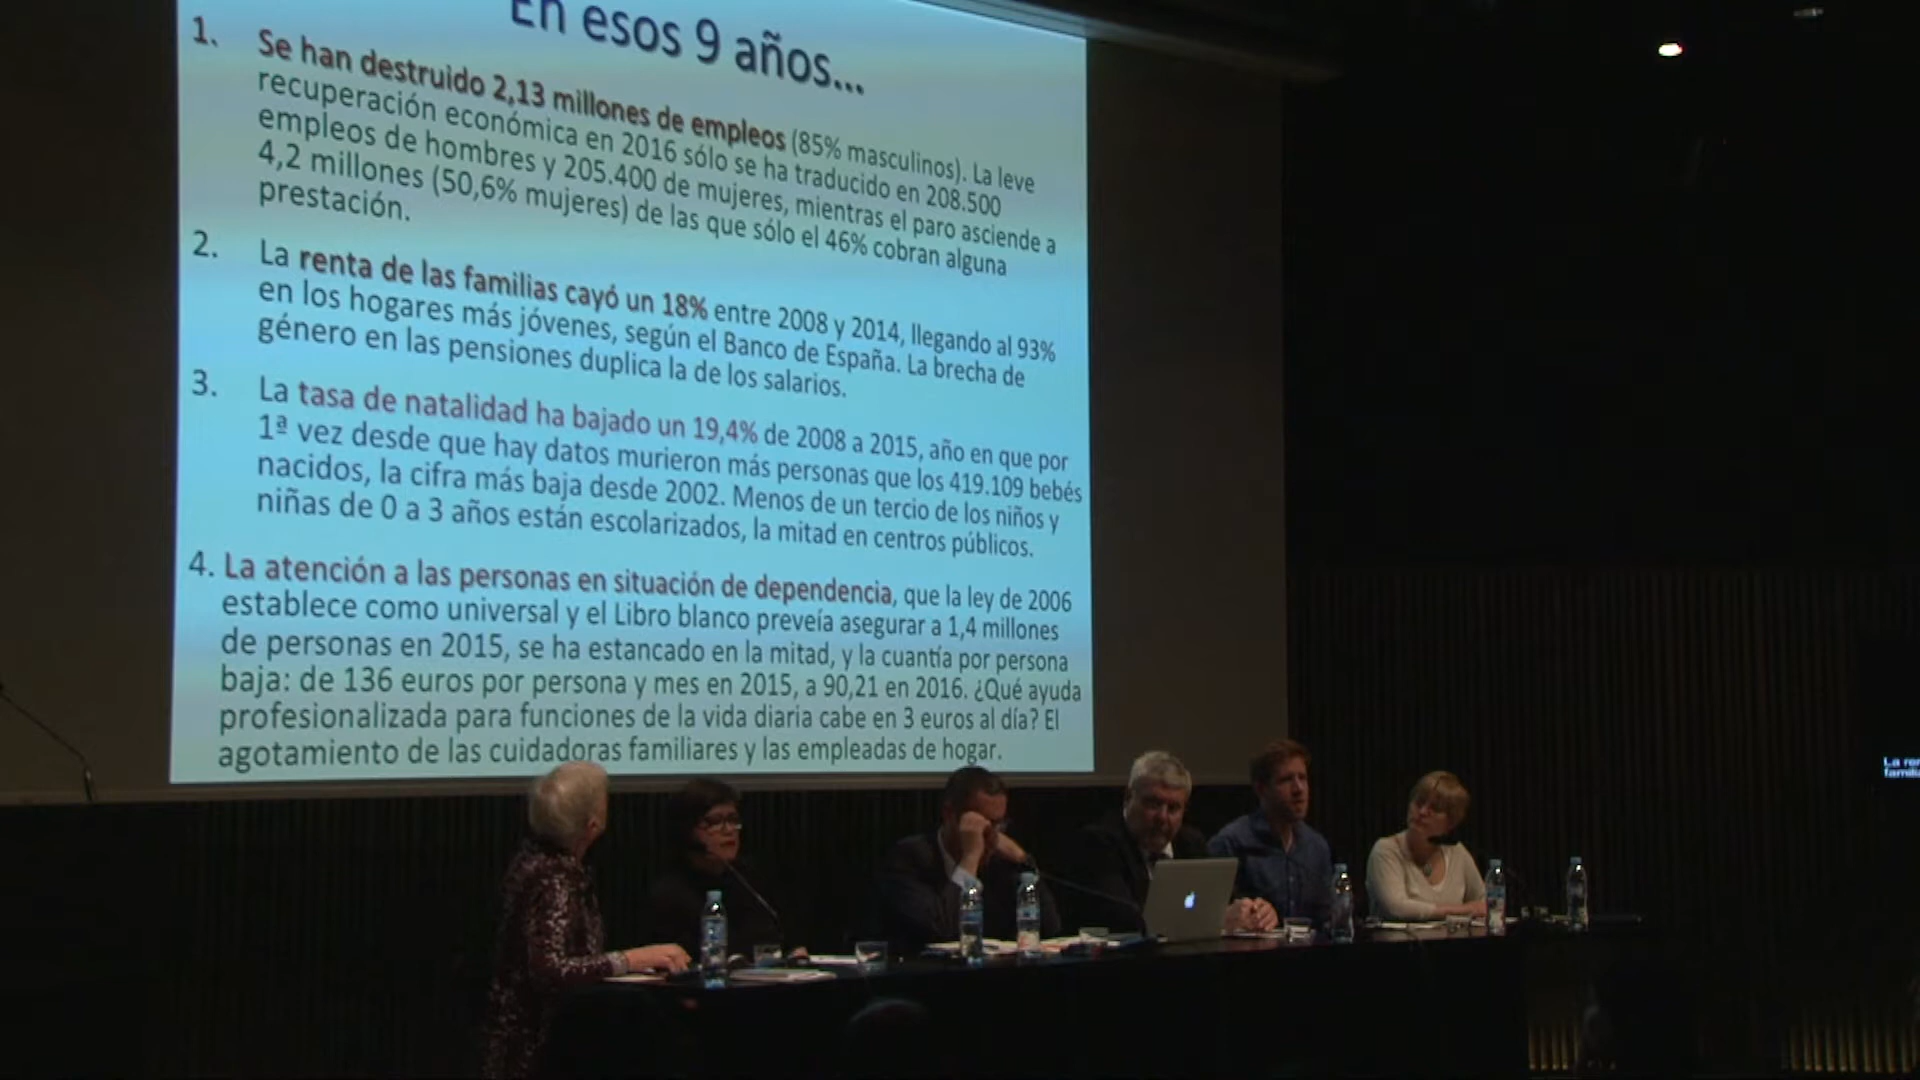 En esos 9 años...
1. Se han destruido 2,13 millones de empleos (85% masculinos). La leve
recuperación económica en 2016 sólo se ha traducido en 208.500
empleos de hombres y 205.400 de mujeres, mientras el paro asciende a
4,2 millones (50,6% mujeres) de las que sólo el 46% cobran alguna
prestación.
2. La renta de las familias cayó un 18% entre 2008 y 2014, llegando al 93%
en los hogares más jóvenes, según el Banco de España. La brecha de
género en las pensiones duplica la de los salarios.
3. La tasa de natalidad ha bajado un 19,4% de 2008 a 2015, año en que por
1ª vez desde que hay datos murieron más personas que los 419.109 bebés
nacidos, la cifra más baja desde 2002. Menos de un tercio de los niños y
niñas de 0 a 3 años están escolarizados, la mitad en centros públicos.
4. La atención a las personas en situación de dependencia, que la ley de 2006
establece como universal y el Libro blanco preveía asegurar a 1,4 millones
de personas en 2015, se ha estancado en la mitad, y la cuantía por persona
baja: de 136 euros por persona y mes en 2015, a 90,21 en 2016. ¿Qué ayuda
profesionalizada para funciones de la vida diaria cabe en 3 euros al día? El
agotamiento de las cuidadoras familiares y las empleadas de hogar.
La